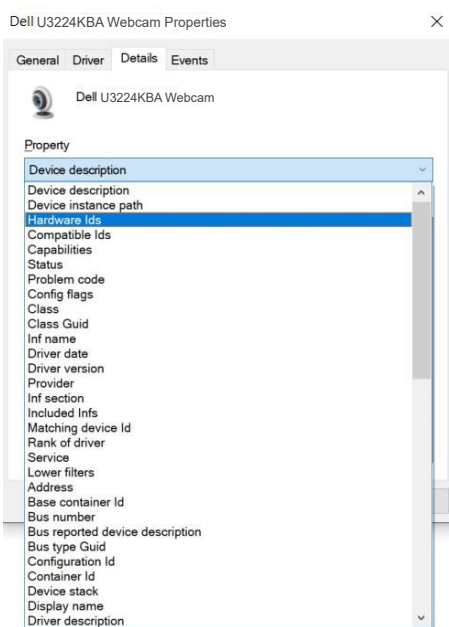 Dell U3224KBA Webcam Properties
General Driver Details Events
Dell U3224KBA Webcam
Property
Device description
Device description
Device instance path
Hardware Ids
Compatible Ids
Capabilities
Status
Problem code
Config flags
Class
Class Guid
Inf name
Driver date
Driver version
Provider
Inf section
Included Infs
Matching device Id
Rank of driver
Service
Lower filters
Address
Base container Id
Bus number
Bus reported device description
Bus type Guid
Configuration Id
Container Id
Device stack
Display name
Driver description